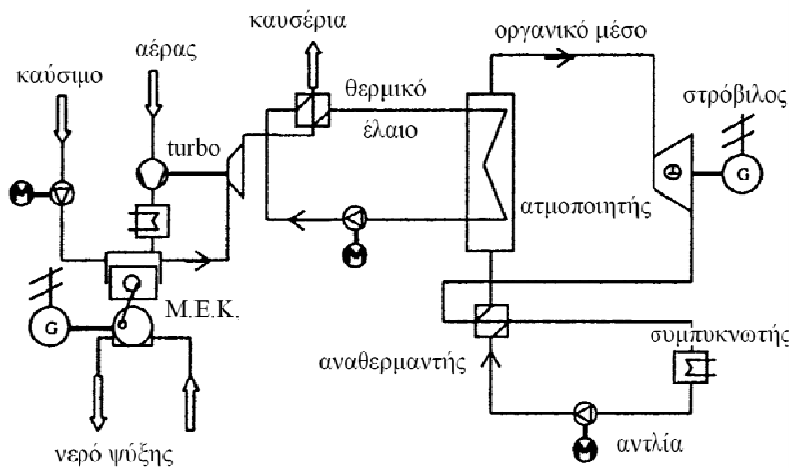 καυσέρια
οργανικό μέσο
αέρας
καύσιμο
θερμικό
έλαιο
στρόβιλος
turbo
M
G
ατμοποιητής
M
Μ.Ε.Κ.
G
αναθερμαντής
συμπυκνωτής
νερό ψύξης
M
αντλία